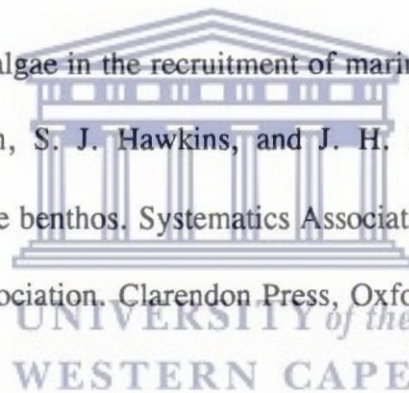 algae in the recruitment of marin
, S. J. Hawkins, and J. H.
e benthos. Systematics Associat
ociation. Clarendon Press, Oxfo
UNIVERSITY of the
WESTERN CAPE